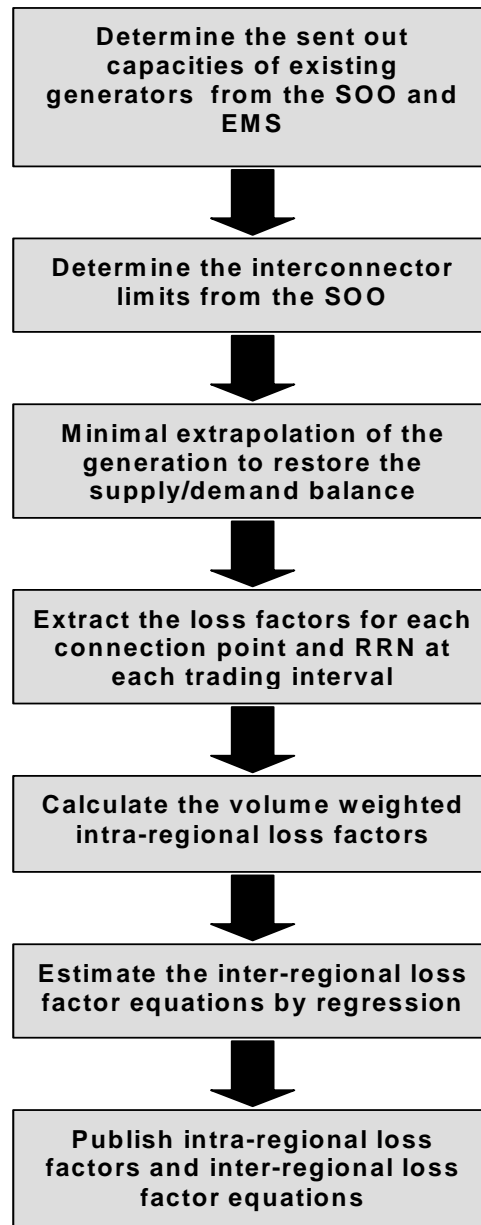 Determine the sent out
capacities of existing
generators from the SOO and
EMS
Determine the interconnector
limits from the SOO
Minimal extrapolation of the
generation to restore the
supply/demand balance
Extract the loss factors for each
connection point and RRN at
each trading interval
Calculate the volume weighted
intra-regional loss factors
Estimate the inter-regional loss
factor equations by regression
Publish intra-regional loss
factors and inter-regional loss
factor equations